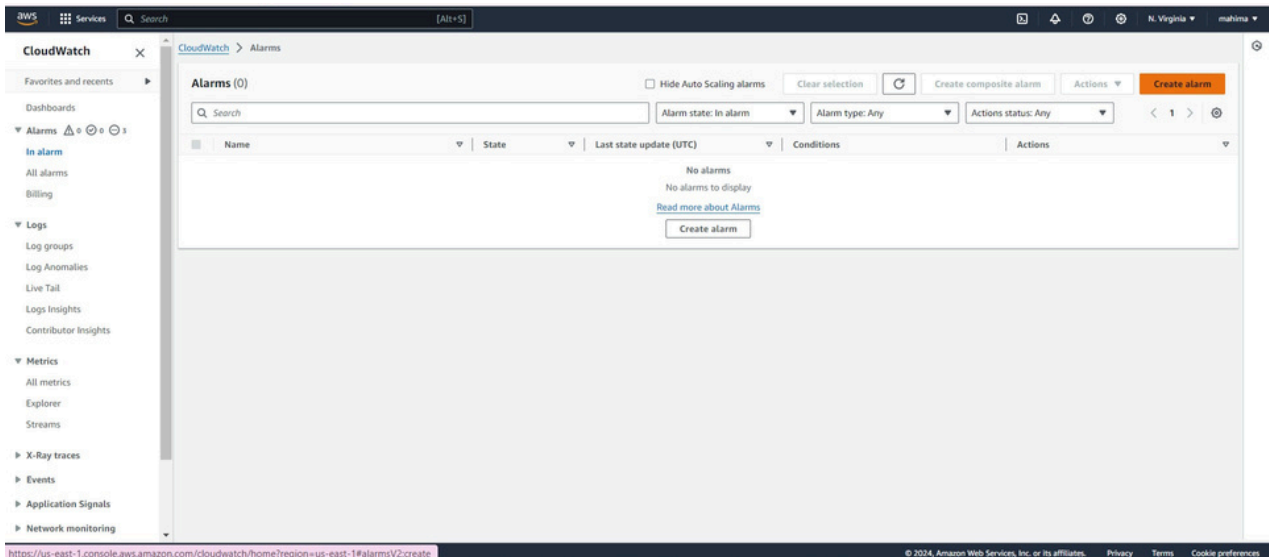 aws Services Search [Alt+S] N. Virginia ▼ mahima ▼
CloudWatch
Favorites and recents
Dashboards
Alarms 0 0 3
In alarm
All alarms
Billing
Logs
Log groups
Log Anomalies
Live Tail
Logs Insights
Contributor Insights
Metrics
All metrics
Explorer
Streams
X-Ray traces
Events
Application Signals
Network monitoring
CloudWatch > Alarms
Alarms (0) Hide Auto Scaling alarms Clear selection Create composite alarm Actions ▼ Create alarm
Search Alarm state: In alarm ▼ Alarm type: Any ▼ Actions status: Any ▼ < 1 >
Name State Last state update (UTC) Conditions Actions
No alarms
No alarms to display
Read more about Alarms
Create alarm
https://us-east-1.console.aws.amazon.com/cloudwatch/home?region=us-east-1#alarmsV2:create © 2024, Amazon Web Services, Inc. or its affiliates. Privacy Terms Cookie preferences